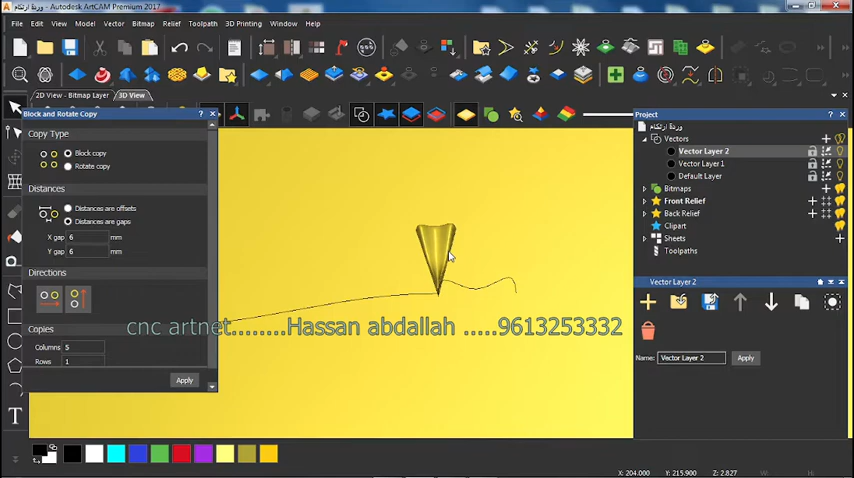 وردة ارتكام - Autodesk ArtCAM Premium 2017
File Edit Model Vector Bitmap Relief Toolpath 3D Printing Window Help
2D View - Bitmap Layer 3D View
Block and Rotate Copy ?
Copy Type
Block copy
Rotate copy
Distances
Distances are offsets
Distances are gaps
X gap 6 mm
Y gap 6 mm
Directions
Copies
Columns 5
Rows 1
Apply
T
cnc artnet........Hassan abdallah .....9613253332
Project
وردة ارتكام
Vectors
Vector Layer 2
Vector Layer 1
Default Layer
Bitmaps
Front Relief
Back Relief
Clipart
Sheets
Toolpaths
Vector Layer 2
Name: Vector Layer 2 Apply
X: 204.000 Y: 215.900 Z: 2.827 W: H: